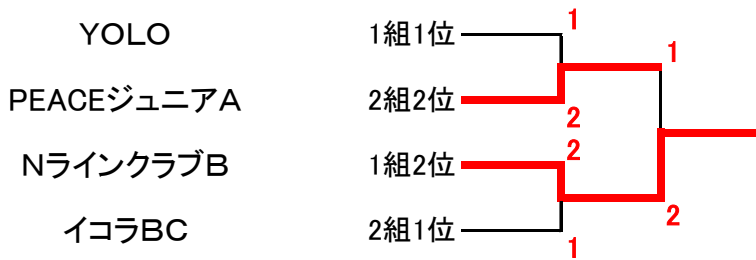 YOLO 1組1位 1
1
PEACEジュニアA 2組2位 2
NラインクラブB 1組2位 2
2
イコラBC 2組1位 1